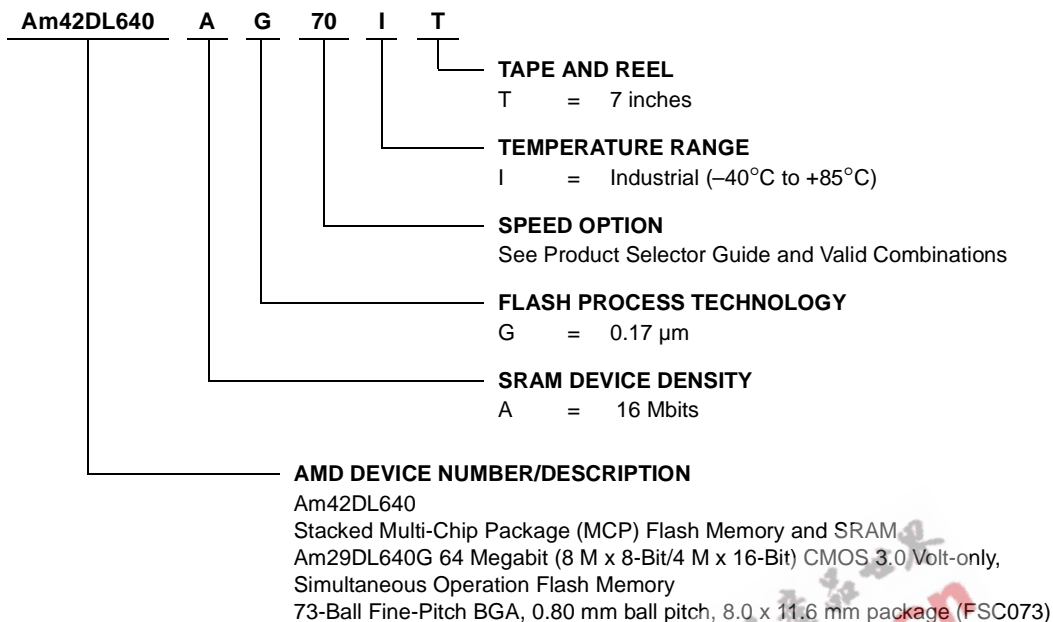 Am42DL640 A G 70 I T
TAPE AND REEL
T = 7 inches
TEMPERATURE RANGE
I = Industrial (–40°C to +85°C)
SPEED OPTION
See Product Selector Guide and Valid Combinations
FLASH PROCESS TECHNOLOGY
G = 0.17 µm
SRAM DEVICE DENSITY
A = 16 Mbits
AMD DEVICE NUMBER/DESCRIPTION
Am42DL640
Stacked Multi-Chip Package (MCP) Flash Memory and SRAM
Am29DL640G 64 Megabit (8 M x 8-Bit/4 M x 16-Bit) CMOS 3.0 Volt-only,
Simultaneous Operation Flash Memory
73-Ball Fine-Pitch BGA, 0.80 mm ball pitch, 8.0 x 11.6 mm package (FSC073)